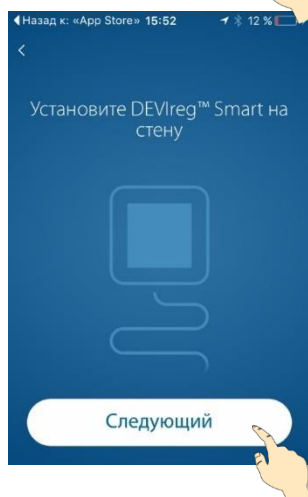 Назад к: «App Store» 15:52 12 %
Установите DEVIreg™ Smart на
стену
Следующий